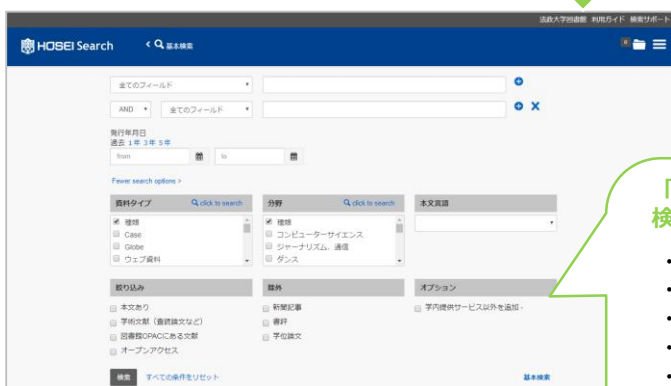 法政大学図書館 利用ガイド 検索サポート
HOSEI Search
< 基本検索
0
全てのフィールド
AND 全てのフィールド
発行年月日
過去 1年 3年 5年
from to
Fewer search options >
資料タイプ click to search
種類
Case
Globe
ウェブ資料
分野 click to search
種類
コンピューターサイエンス
ジャーナリズム、通信
ダンス
本文言語
絞り込み
本文あり
学術文献(査読論文など)
図書館OPACにある文献
オープンアクセス
除外
新聞記事
書評
学位論文
オプション
学内提供サービス以外を追加 -
検索 すべての条件をリセット
基本検索
「
検
・
・
・
・
・